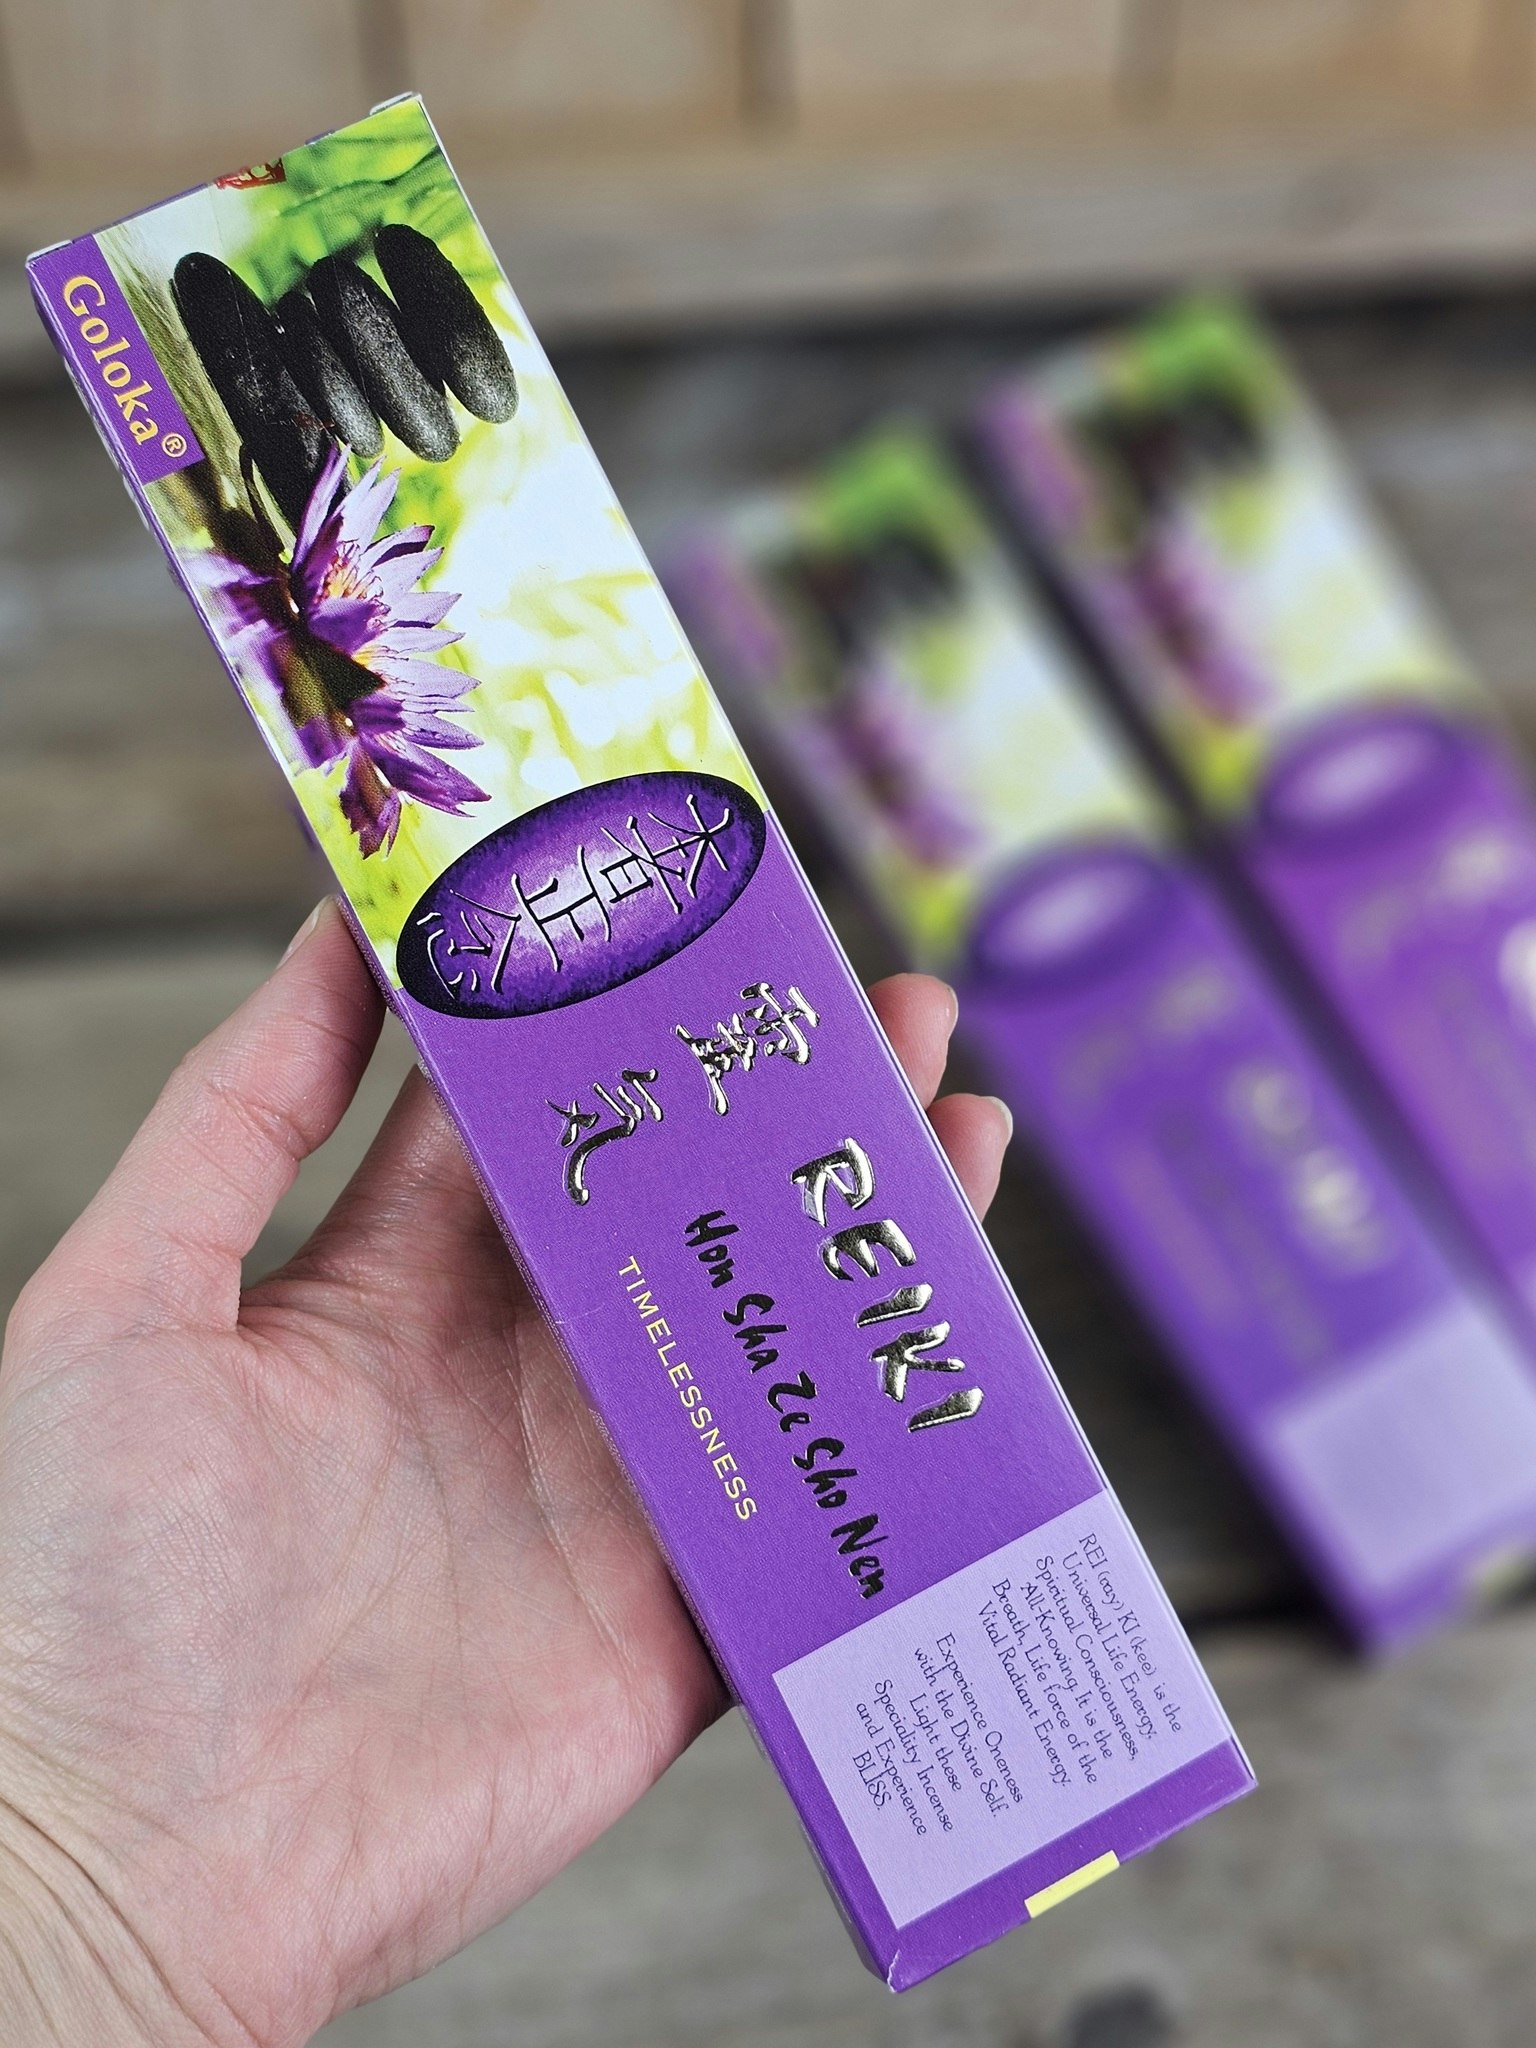 Goloka®
本者正念
靈氣
REIKI
Hon Sha Ze Sho Nen
TIMELESSNESS
REI (ray) KI (kee) is the
Universal Life Energy,
Spiritual Consciousness,
All-Knowing. It is the
Breath, Life force of the
Vital Radiant Energy.
Experience Oneness
with the Divine Self.
Light these
Speciality Incense
and Experience
BLISS.